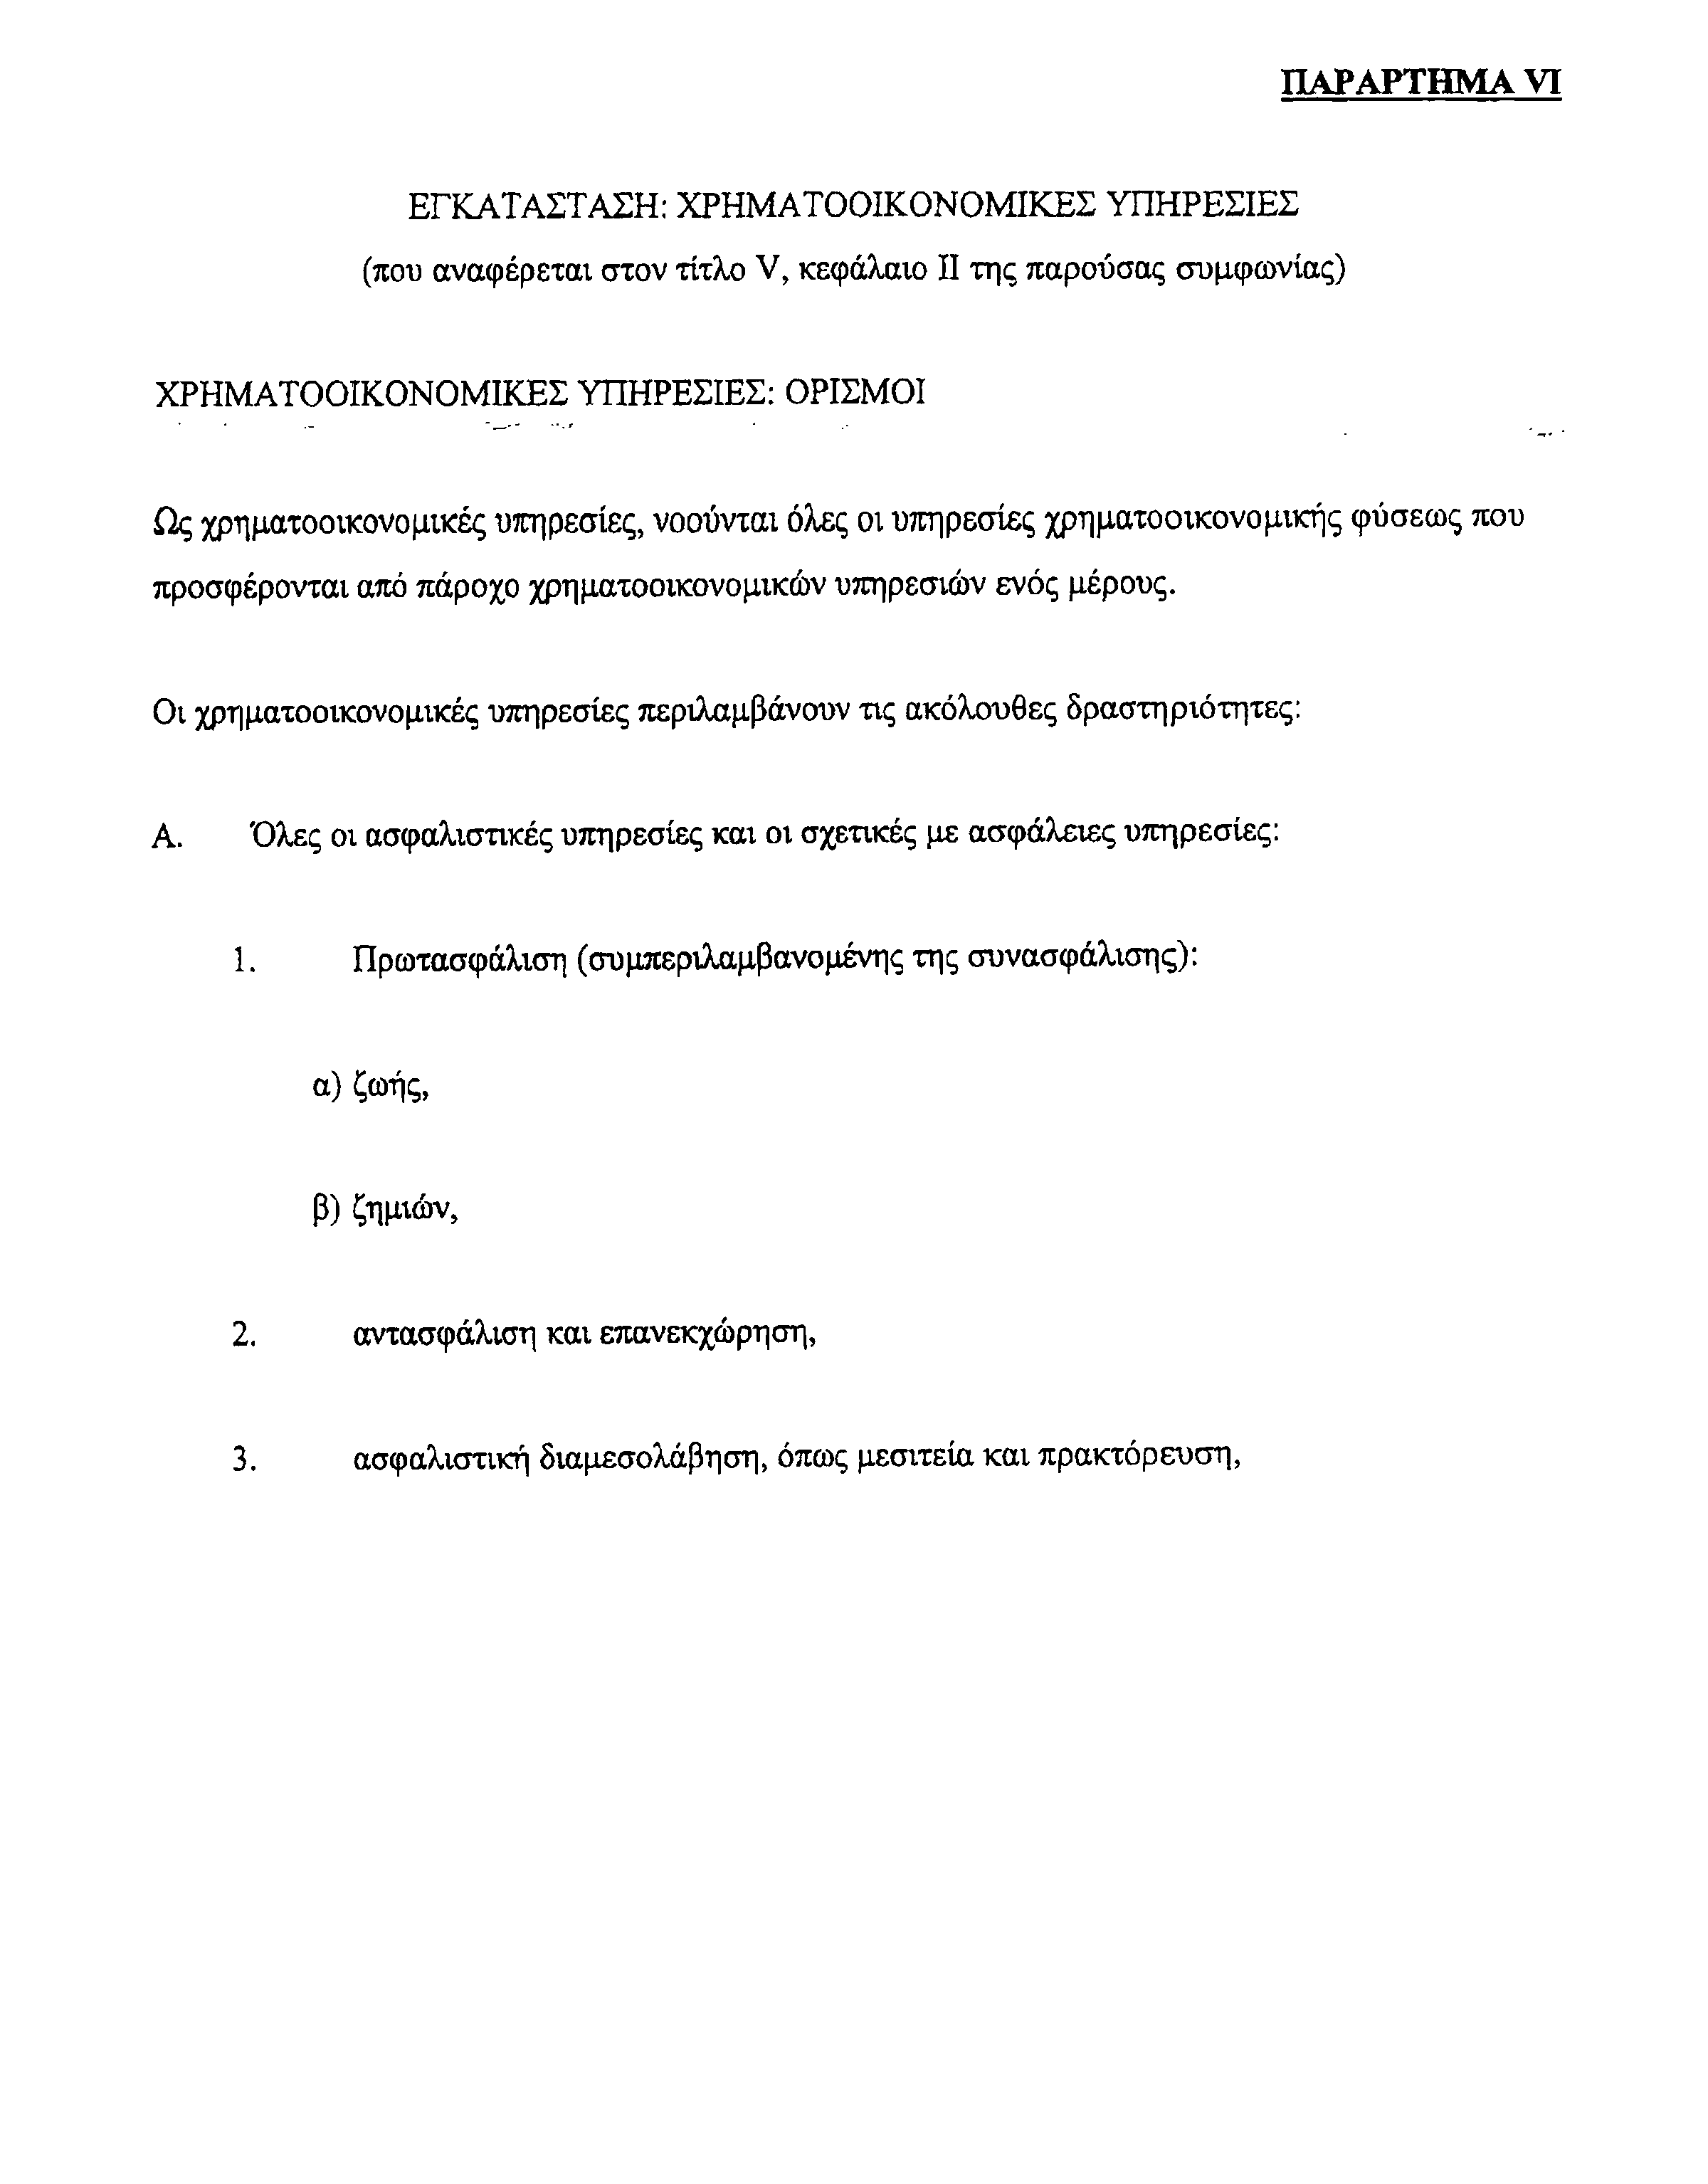 ΠΑΡΑΡΤΗΜΑ VI
ΕΓΚΑΤΑΣΤΑΣΗ: ΧΡΗΜΑΤΟΟΙΚΟΝΟΜΙΚΕΣ ΥΠΗΡΕΣΙΕΣ
(που αναφέρεται στον τίτλο V, κεφάλαιο II της παρούσας συμφωνίας)
ΧΡΗΜΑΤΟΟΙΚΟΝΟΜΙΚΕΣ ΥΠΗΡΕΣΙΕΣ: ΟΡΙΣΜΟΙ
Ως χρηματοοικονομικές υπηρεσίες, νοούνται όλες οι υπηρεσίες χρηματοοικονομικής φύσεως που
προσφέρονται από πάροχο χρηματοοικονομικών υπηρεσιών ενός μέρους.
Οι χρηματοοικονομικές υπηρεσίες περιλαμβάνουν τις ακόλουθες δραστηριότητες:
Α. Όλες οι ασφαλιστικές υπηρεσίες και οι σχετικές με ασφάλειες υπηρεσίες:
1. Πρωτασφάλιση (συμπεριλαμβανομένης της συνασφάλισης):
α) ζωής,
β) ζημιών,
2. αντασφάλιση και επανεκχώρηση,
3. ασφαλιστική διαμεσολάβηση, όπως μεσιτεία και πρακτόρευση,